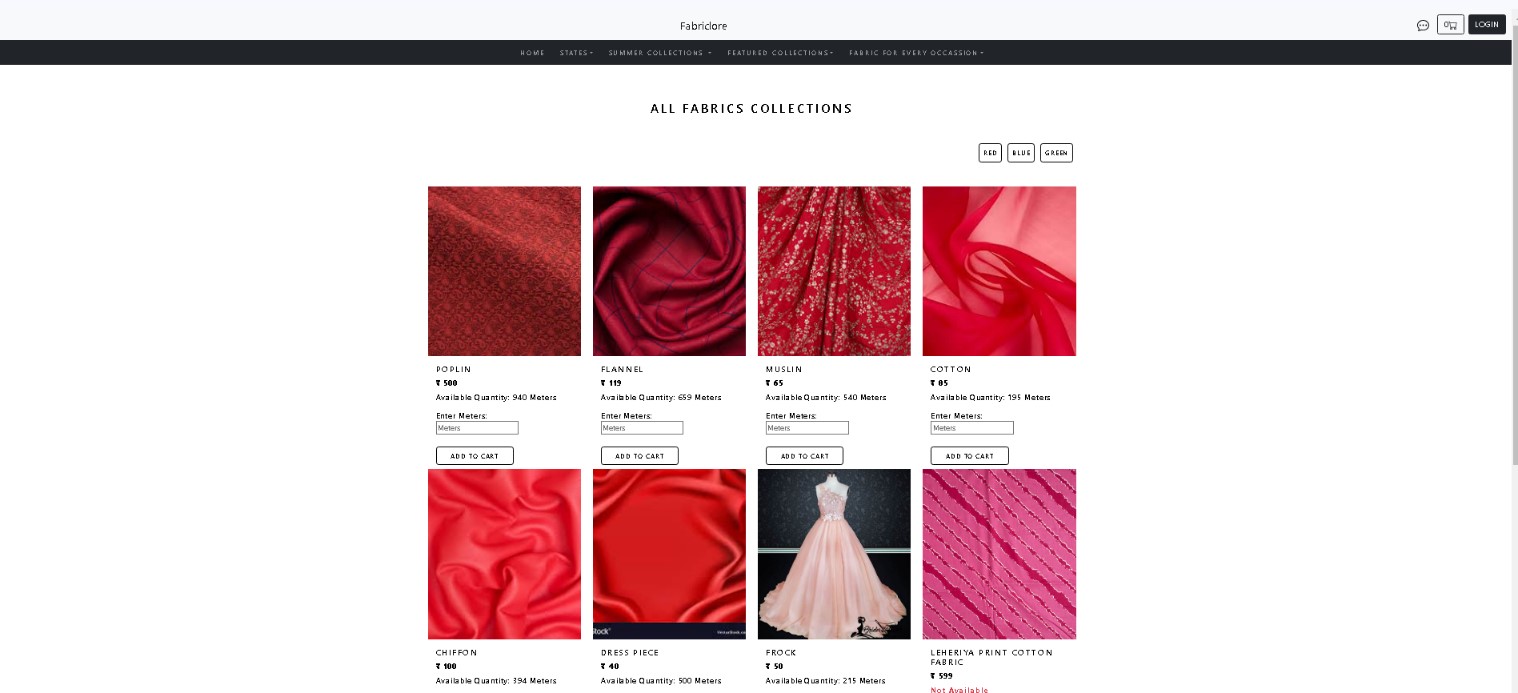 Fabriclore
0
LOGIN
HOME STATES SUMMER COLLECTIONS FEATURED COLLECTIONS FABRIC FOR EVERY OCCASSION
ALL FABRICS COLLECTIONS
RED BLUE GREEN
POPLIN
₹ 500
Available Quantity: 940 Meters
Enter Meters:
Meters
ADD TO CART
FLANNEL
₹ 119
Available Quantity: 659 Meters
Enter Meters:
Meters
ADD TO CART
MUSLIN
₹ 65
Available Quantity: 540 Meters
Enter Meters:
Meters
ADD TO CART
COTTON
₹ 85
Available Quantity: 195 Meters
Enter Meters:
Meters
ADD TO CART
CHIFFON
₹ 100
Available Quantity: 394 Meters
Stock
DRESS PIECE
₹ 40
Available Quantity: 500 Meters
FROCK
₹ 50
Available Quantity: 215 Meters
LEHERIYA PRINT COTTON
FABRIC
₹ 599
Not Available